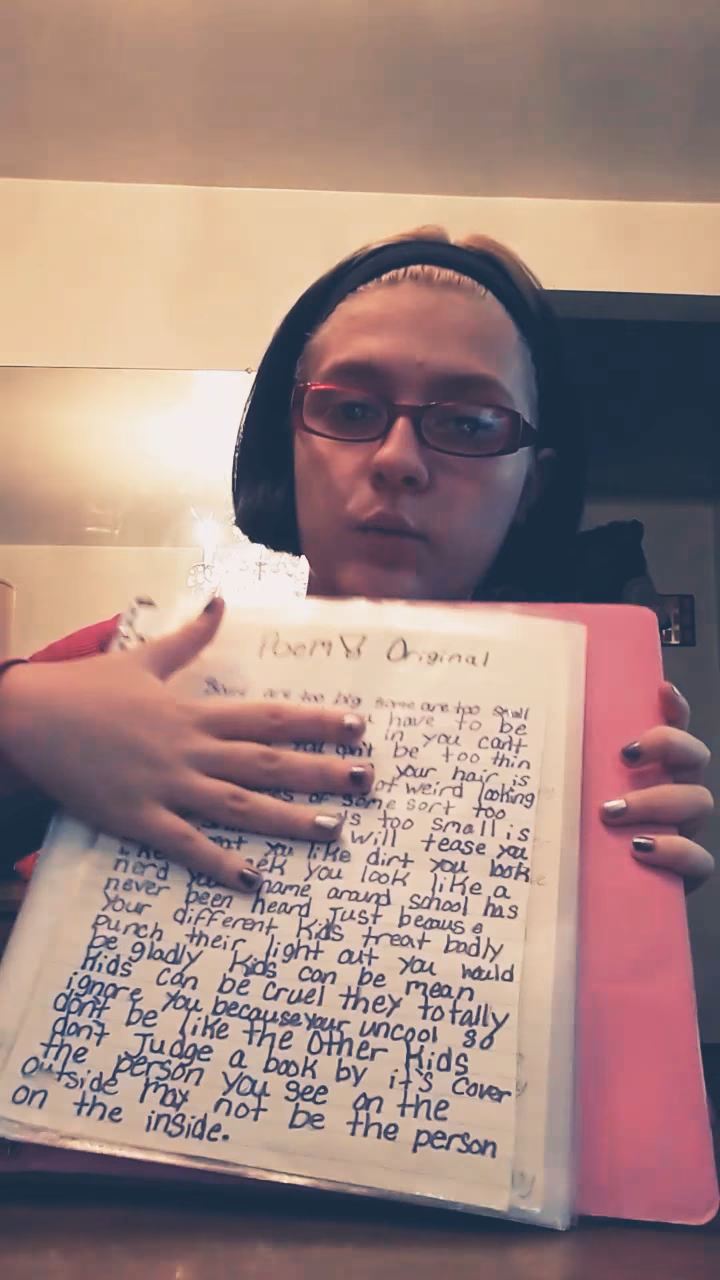 Poem Original
Some are too big some are too small
have to be
in you can't
be too thin
your hair is
of weird looking
of some sort too
is too small is
will tease you
you like dirt you look
you look like a
nerd name around school has
never been heard Just because
your different Kids treat badly
Punch their light out you would
be gladly Kids can be mean
Kids can be cruel they totally
ignore you because your uncool so
don't be like the other Kids
don't Judge a book by it's cover
the person you see on the
outside may not be the person
on the inside.